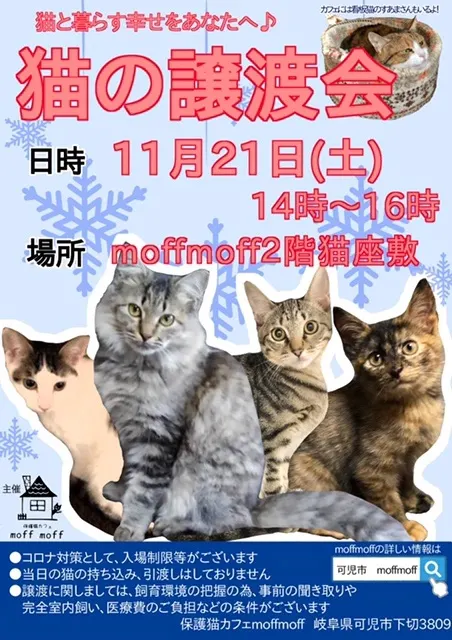 猫と暮らす幸せをあなたへ♪
カフェには看板猫のすあまさんもいるよ!
猫の譲渡会
日時 11月21日(土)
14時～16時
場所 moffmoff2階猫座敷
主催
保護猫カフェ
moff moff
●コロナ対策として、入場制限等がございます
●当日の猫の持ち込み、引渡しはしておりません
●譲渡に関しましては、飼育環境の把握の為、事前の聞き取りや
完全室内飼い、医療費のご負担などの条件がございます
moffmoffの詳しい情報は
可児市 moffmoff
保護猫カフェmoffmoff 岐阜県可児市下切3809